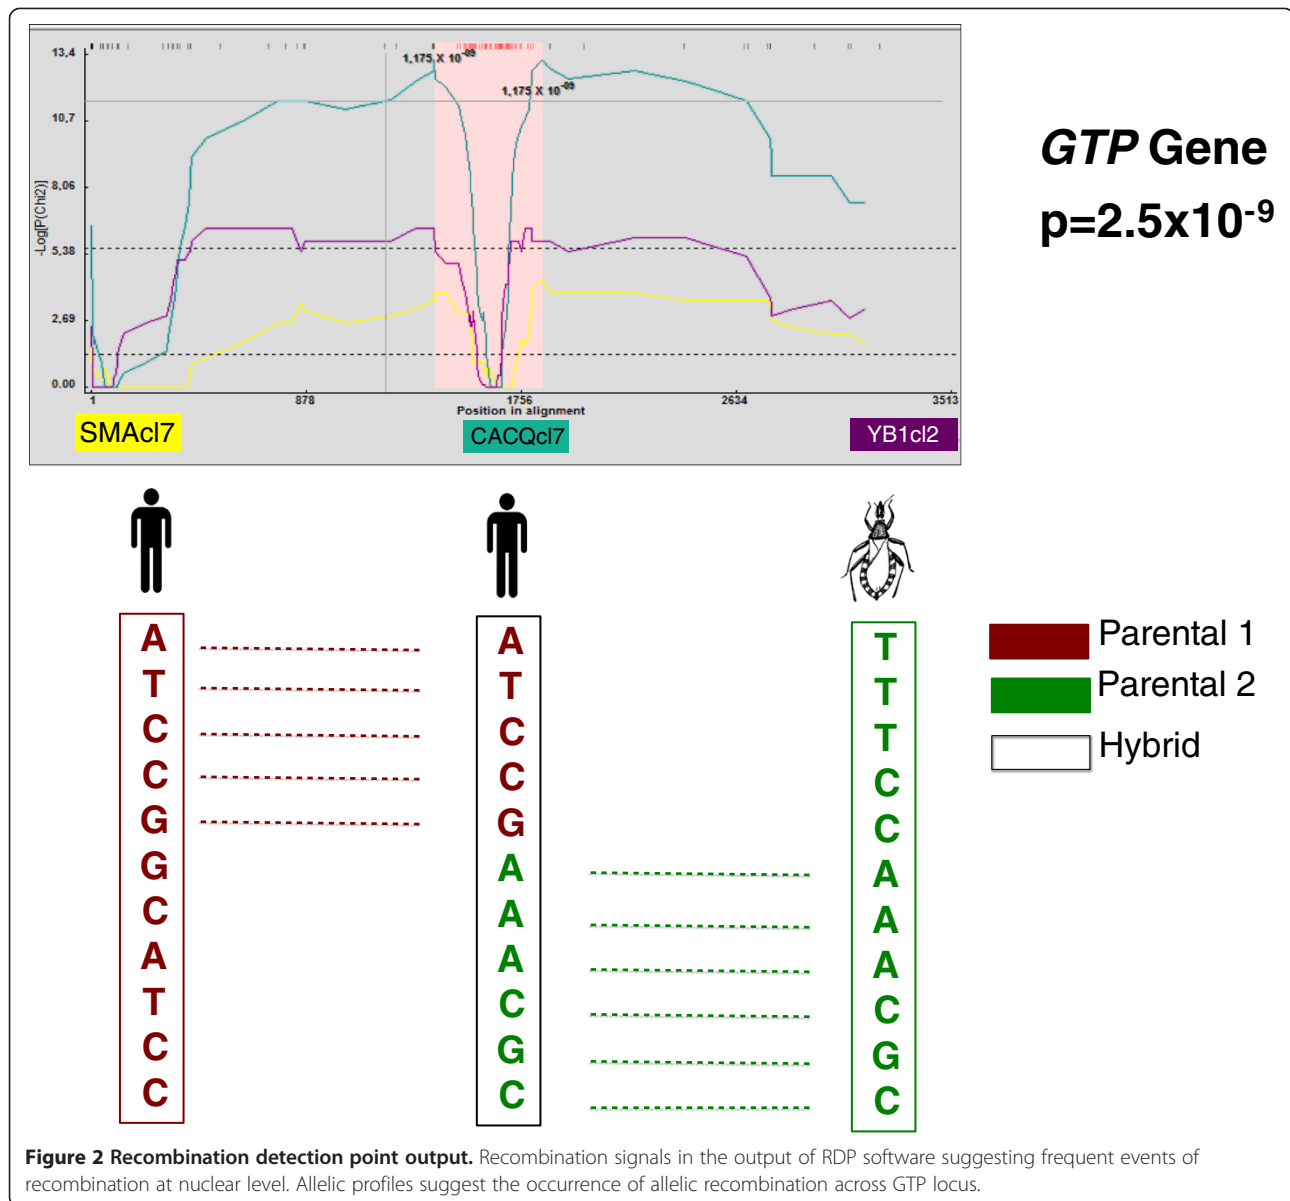 13,4
10,7
8,06
5,38
2,69
0.00
-Log[P(Chi2)]
1,175 X 10-09
1,175 X 10-09
1
878
1756
2634
3513
Position in alignment
SMAcl7
CACQcl7
YB1cl2
GTP Gene
p=2.5x10-9
A
T
C
C
G
G
C
A
T
C
C
A
T
C
C
G
A
A
A
C
G
C
T
T
T
C
C
A
A
A
C
G
C
Parental 1
Parental 2
Hybrid
Figure 2 Recombination detection point output. Recombination signals in the output of RDP software suggesting frequent events of
recombination at nuclear level. Allelic profiles suggest the occurrence of allelic recombination across GTP locus.